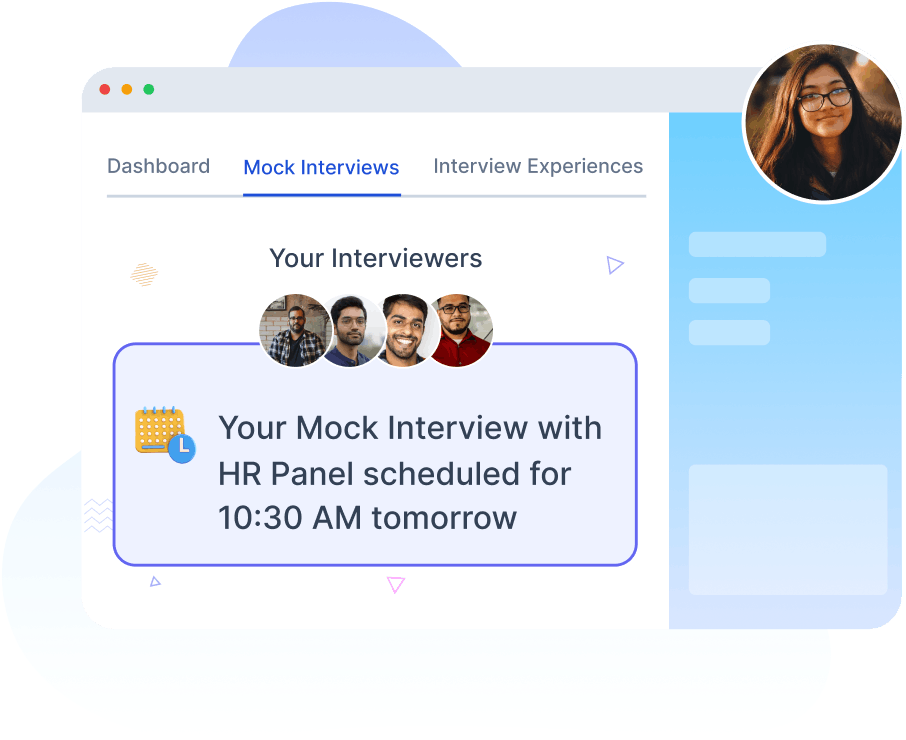 Dashboard Mock Interviews Interview Experiences
Your Interviewers
Your Mock Interview with
HR Panel scheduled for
10:30 AM tomorrow